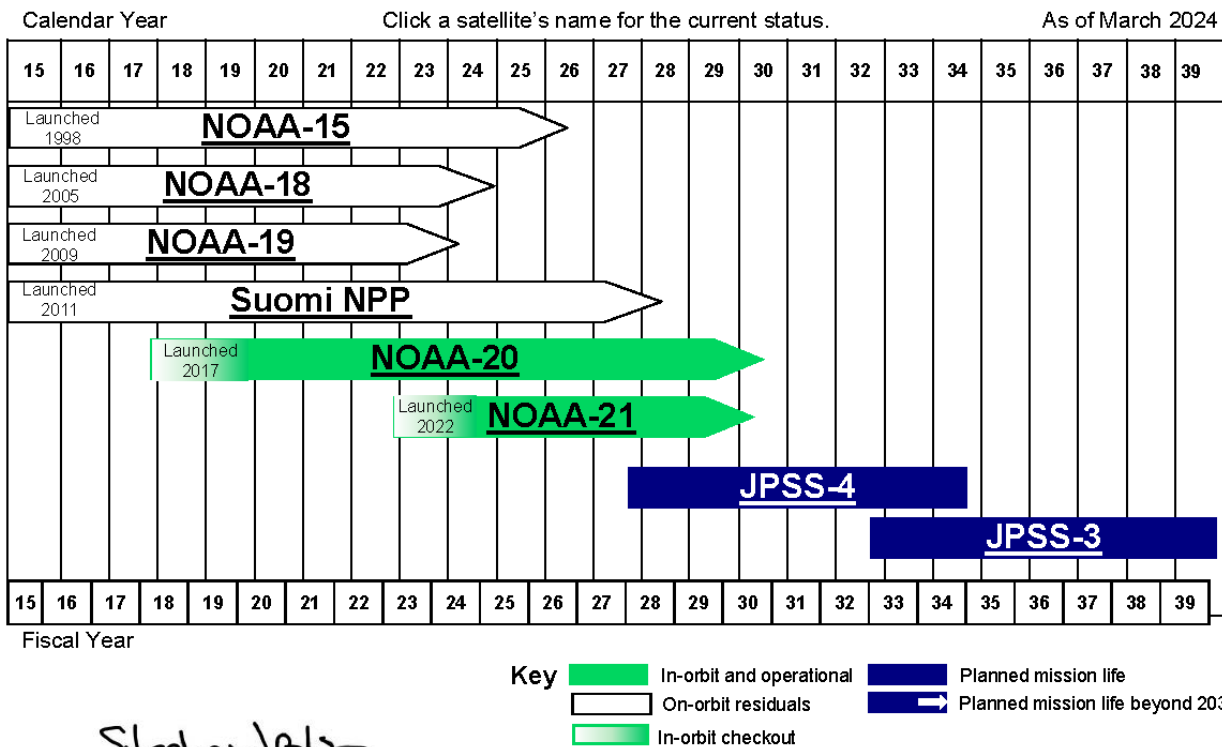 Calendar Year Click a satellite's name for the current status. As of March 2024
15 16 17 18 19 20 21 22 23 24 25 26 27 28 29 30 31 32 33 34 35 36 37 38 39
Launched
1998
NOAA-15
Launched
2005
NOAA-18
Launched
2009
NOAA-19
Launched
2011
Suomi NPP
Launched
2017
NOAA-20
Launched
2022
NOAA-21
JPSS-4
JPSS-3
15 16 17 18 19 20 21 22 23 24 25 26 27 28 29 30 31 32 33 34 35 36 37 38 39
Fiscal Year
Key In-orbit and operational Planned mission life
On-orbit residuals Planned mission life beyond 203
In-orbit checkout